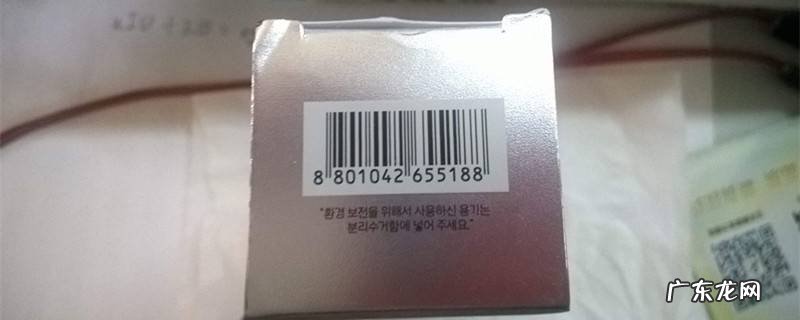 8 801042 655188
"환경 보전을 위해서 사용하신 용기는
분리수거함에 넣어 주세요."
广东龙网